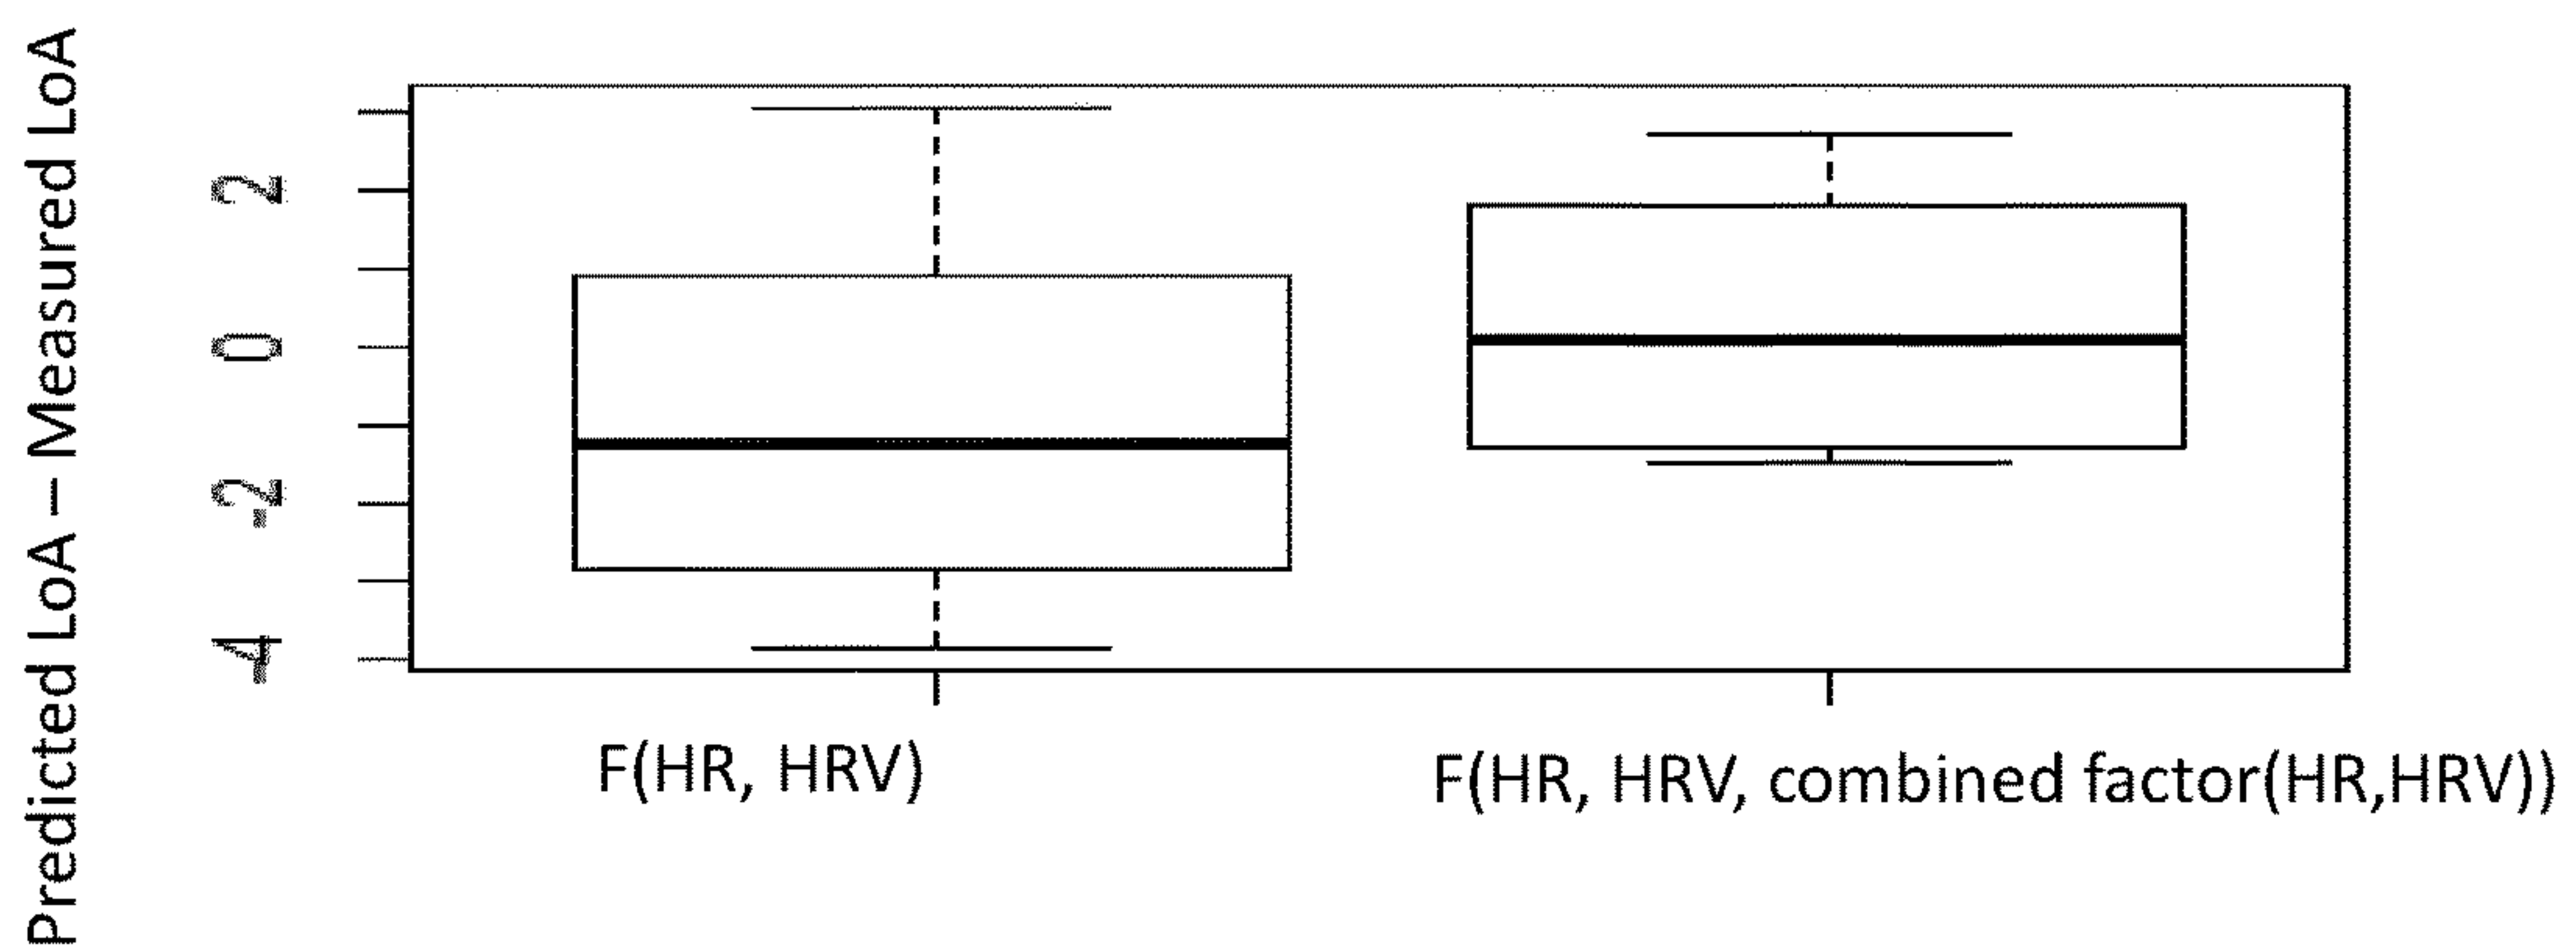 Predicted LoA – Measured LoA
2
0
-2
-4
F(HR, HRV)
F(HR, HRV, combined factor(HR,HRV))